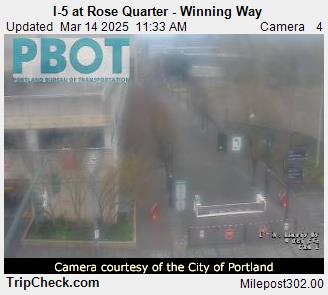 I-5 at Rose Quarter - Winning Way
Updated Mar 14 2025 11:33 AM Camera 4
PBOT
PORTLAND BUREAU OF TRANSPORTATION
Camera courtesy of the City of Portland
TripCheck.com Milepost302.00